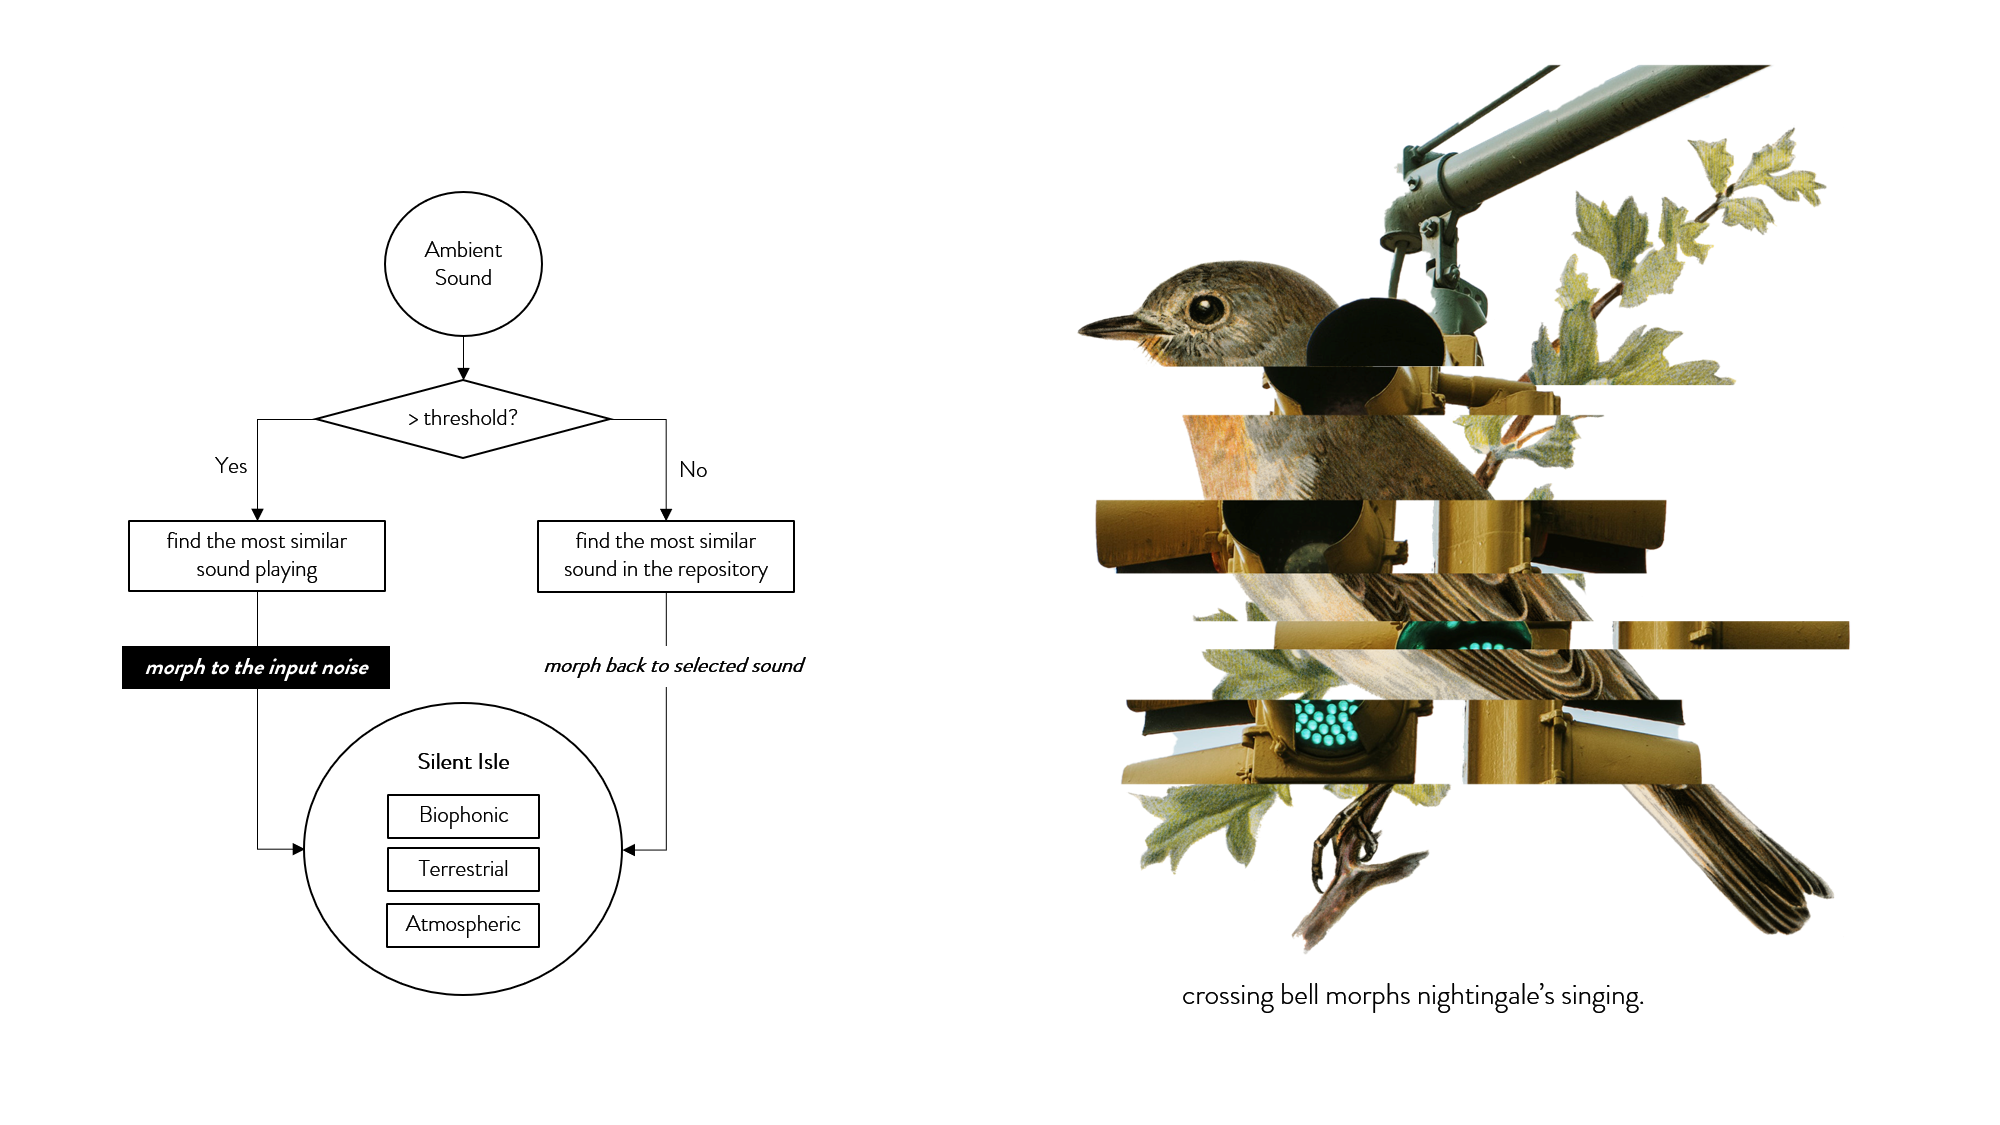 Ambient
Sound
> threshold?
Yes
No
find the most similar
sound playing
find the most similar
sound in the repository
morph to the input noise
morph back to selected sound
Silent Isle
Biophonic
Terrestrial
Atmospheric
crossing bell morphs nightingale’s singing.